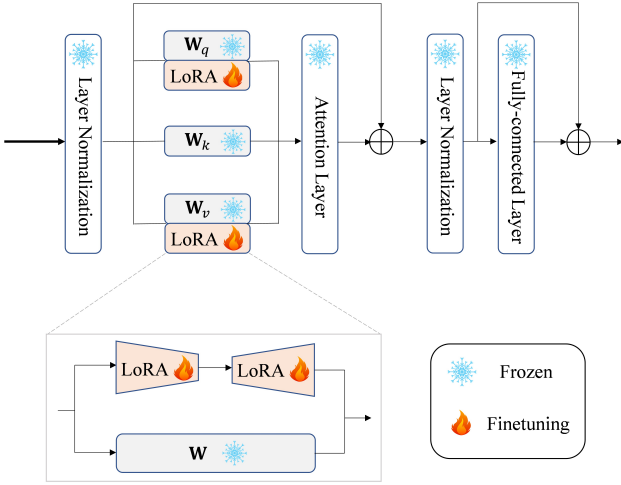 Layer Normalization
W_q
LoRA
W_k
W_v
LoRA
Attention Layer
Layer Normalization
Fully-connected Layer
LoRA
LoRA
W
Frozen
Finetuning